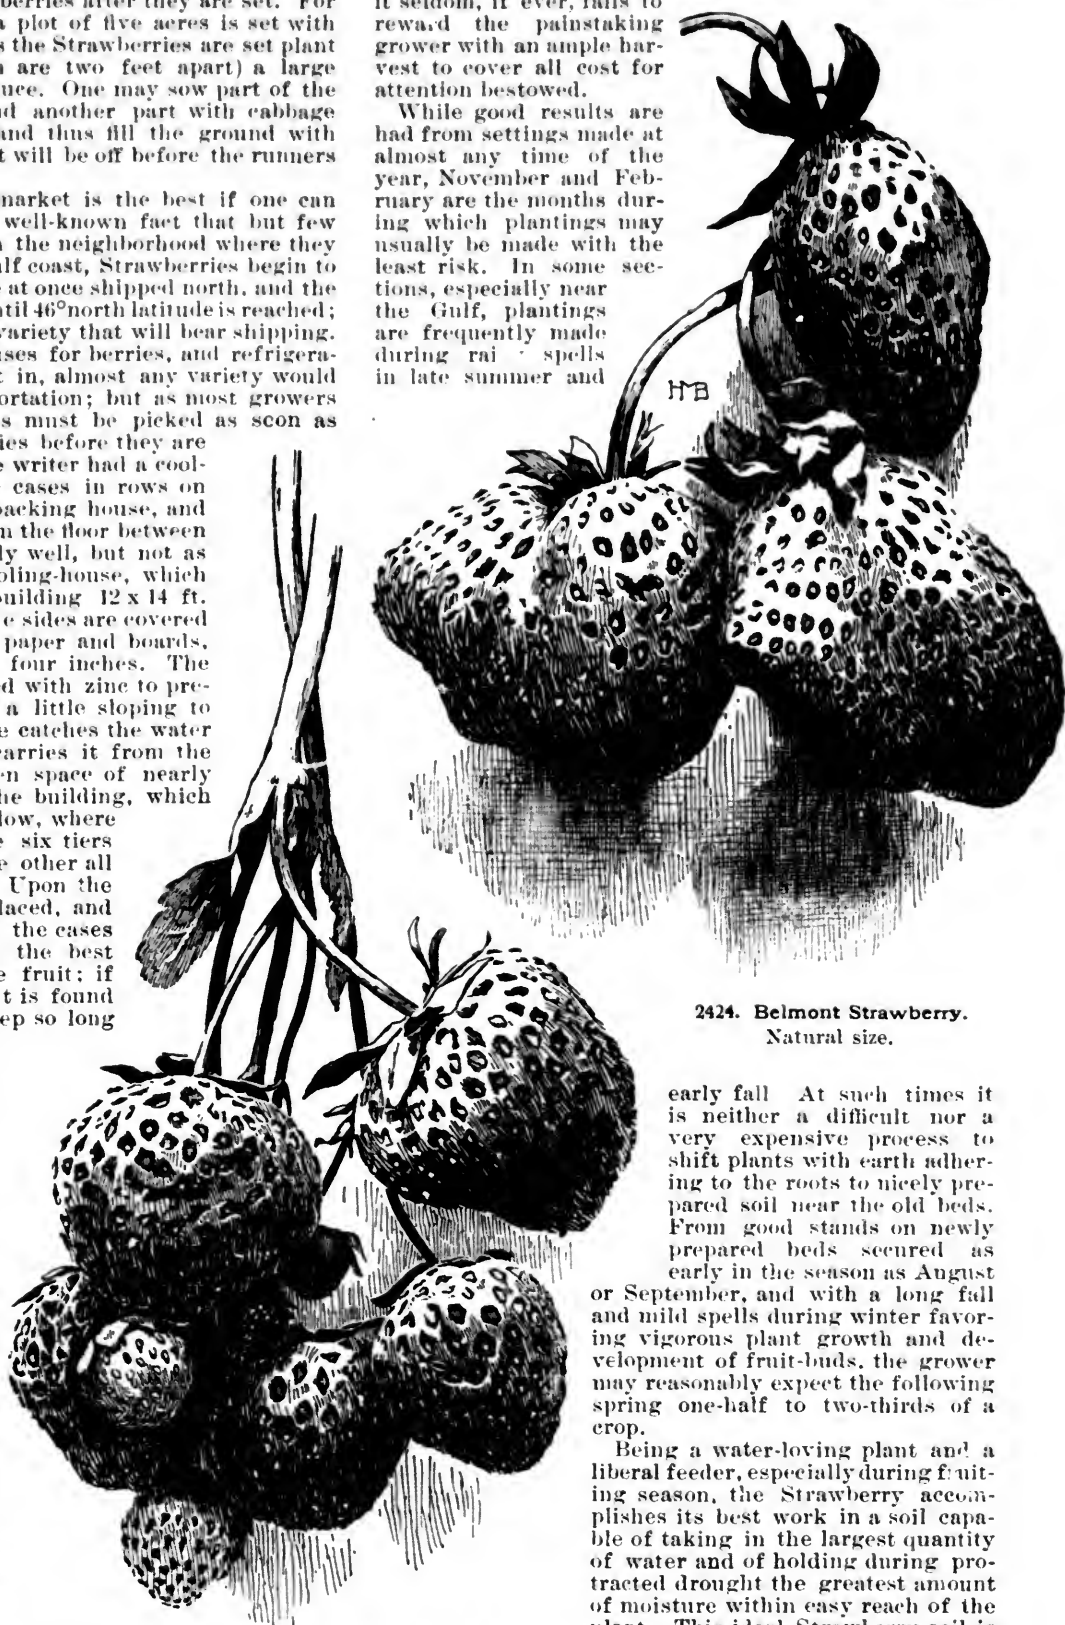 berries after they are set. For
a plot of five acres is set with
s the Strawberries are set plant
are two feet apart) a large
One may sow part of the
another part with cabbage
and thus fill the ground with
t will be off before the runners
market is the best if one can
well-known fact that but few
the neighborhood where they
lf coast, Strawberries begin to
at once shipped north, and the
til 46° north latitude is reached;
variety that will bear shipping.
ses for berries, and refrigera-
t in, almost any variety would
ortation; but as most growers
s must be picked as soon as
ies before they are
e writer had a cool-
cases in rows on
packing house, and
n the floor between
ly well, but not as
oling-house, which
building 12 x 14 ft.
e sides are covered
paper and boards,
four inches. The
d with zinc to pre-
a little sloping to
e catches the water
carries it from the
en space of nearly
he building, which
low, where
e six tiers
e other all
Upon the
laced, and
the cases
the best
e fruit; if
t is found
ep so long
it seldom, if ever, fails to
reward the painstaking
grower with an ample har-
vest to cover all cost for
attention bestowed.
While good results are
had from settings made at
almost any time of the
year, November and Feb-
ruary are the months dur-
ing which plantings may
usually be made with the
least risk. In some sec-
tions, especially near
the Gulf, plantings
are frequently made
during spells
in late summer and
HMB
2424. Belmont Strawberry.
Natural size.
early fall At such times it
is neither a difficult nor a
very expensive process to
shift plants with earth adher-
ing to the roots to nicely pre-
pared soil near the old beds.
From good stands on newly
prepared beds secured as
early in the season as August
or September, and with a long fall
and mild spells during winter favor-
ing vigorous plant growth and de-
velopment of fruit-buds, the grower
may reasonably expect the following
spring one-half to two-thirds of a
crop.
Being a water-loving plant and a
liberal feeder, especially during fruit-
ing season, the Strawberry accom-
plishes its best work in a soil capa-
ble of taking in the largest quantity
of water and of holding during pro-
tracted drought the greatest amount
of moisture within easy reach of the